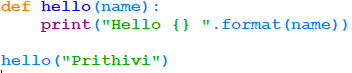 def hello(name):
    print("Hello {} ".format(name))
hello("Prithivi")